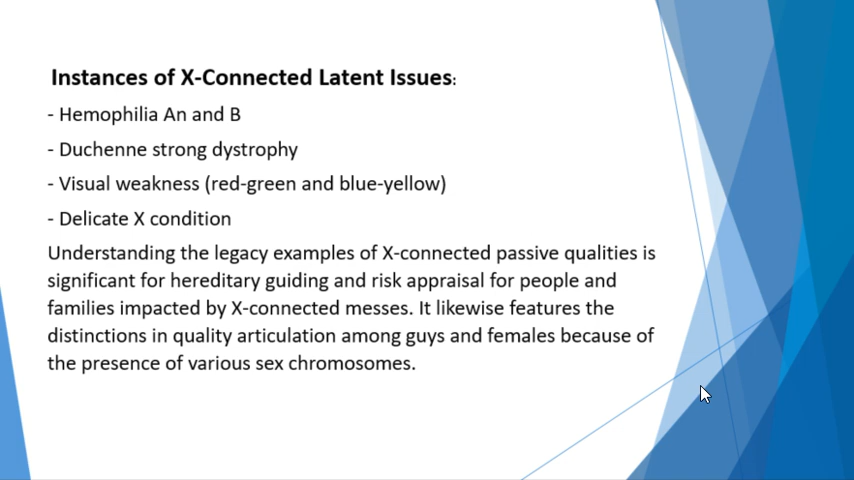 Instances of X-Connected Latent Issues:
- Hemophilia An and B
- Duchenne strong dystrophy
- Visual weakness (red-green and blue-yellow)
- Delicate X condition
Understanding the legacy examples of X-connected passive qualities is
significant for hereditary guiding and risk appraisal for people and
families impacted by X-connected messes. It likewise features the
distinctions in quality articulation among guys and females because of
the presence of various sex chromosomes.